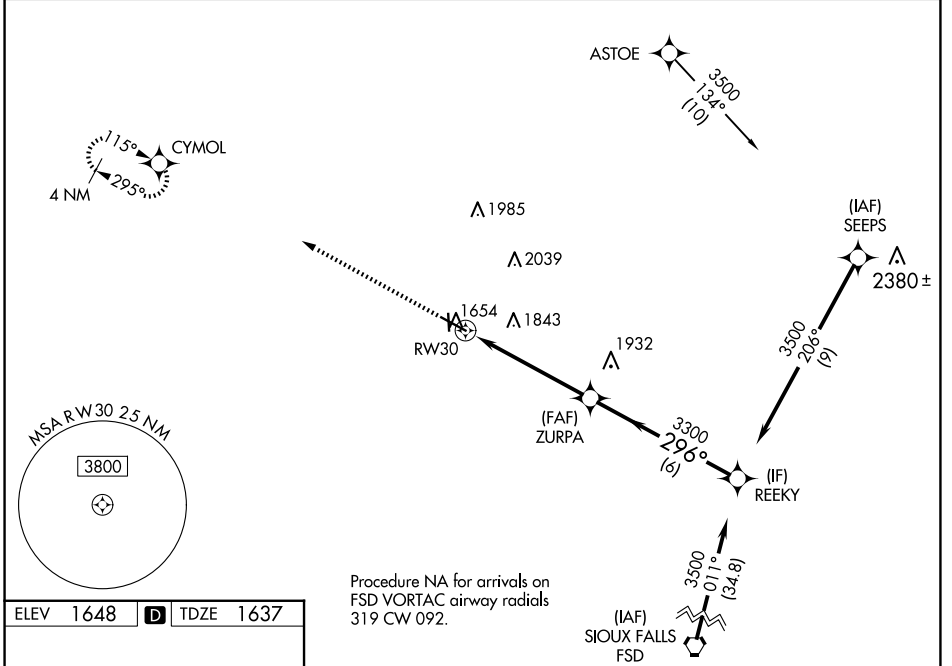 ASTOE
3500
134°
(10)
115°
CYMOL
295°
4 NM
1985
(IAF)
SEEPS
2380±
2039
1654
1843
RW30
3500
206°
(9)
1932
(FAF)
ZURPA
3300
296°
(6)
(IF)
REEKY
MSA RW30 25 NM
3800
3500
011°
(34.8)
Procedure NA for arrivals on
FSD VORTAC airway radials
319 CW 092.
(IAF)
SIOUX FALLS
FSD
ELEV 1648 D TDZE 1637